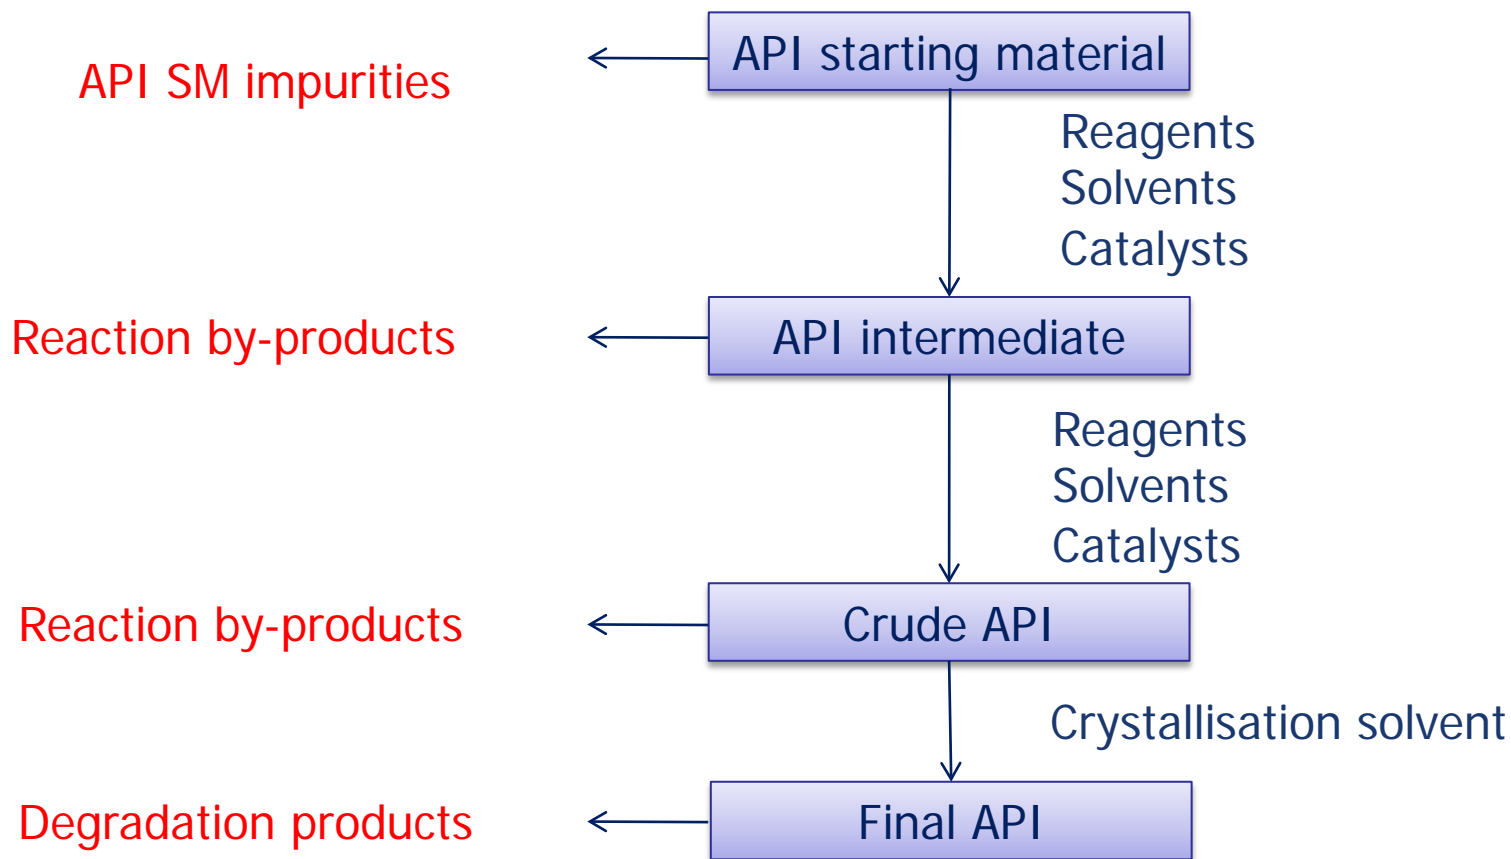 API starting material
API SM impurities
Reagents
Solvents
Catalysts
Reaction by-products
API intermediate
Reagents
Solvents
Catalysts
Reaction by-products
Crude API
Crystallisation solvent
Degradation products
Final API